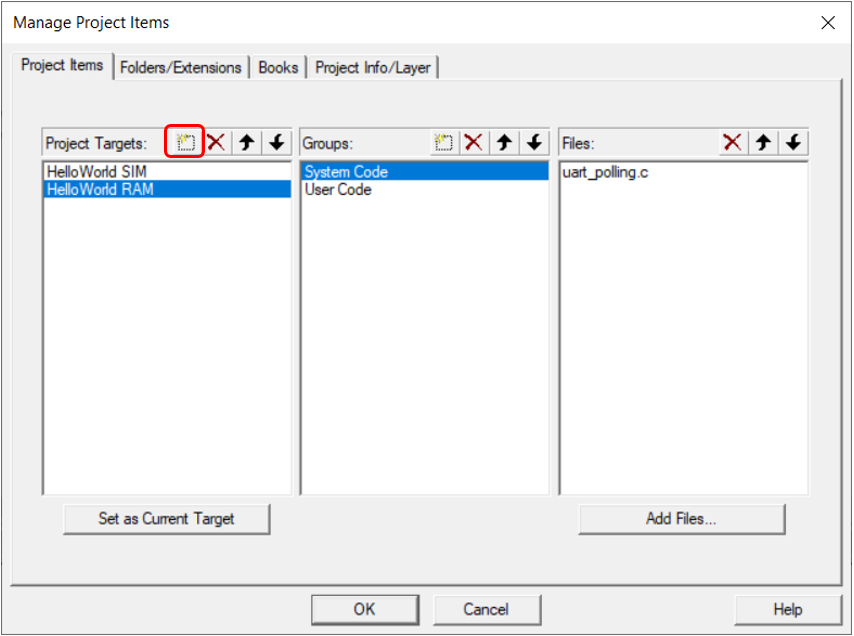 Manage Project Items
Project Items
Folders/Extensions
Books
Project Info/Layer
Project Targets:
Groups:
Files:
HelloWorld SIM
HelloWorld RAM
System Code
User Code
uart_polling.c
Set as Current Target
Add Files...
OK
Cancel
Help